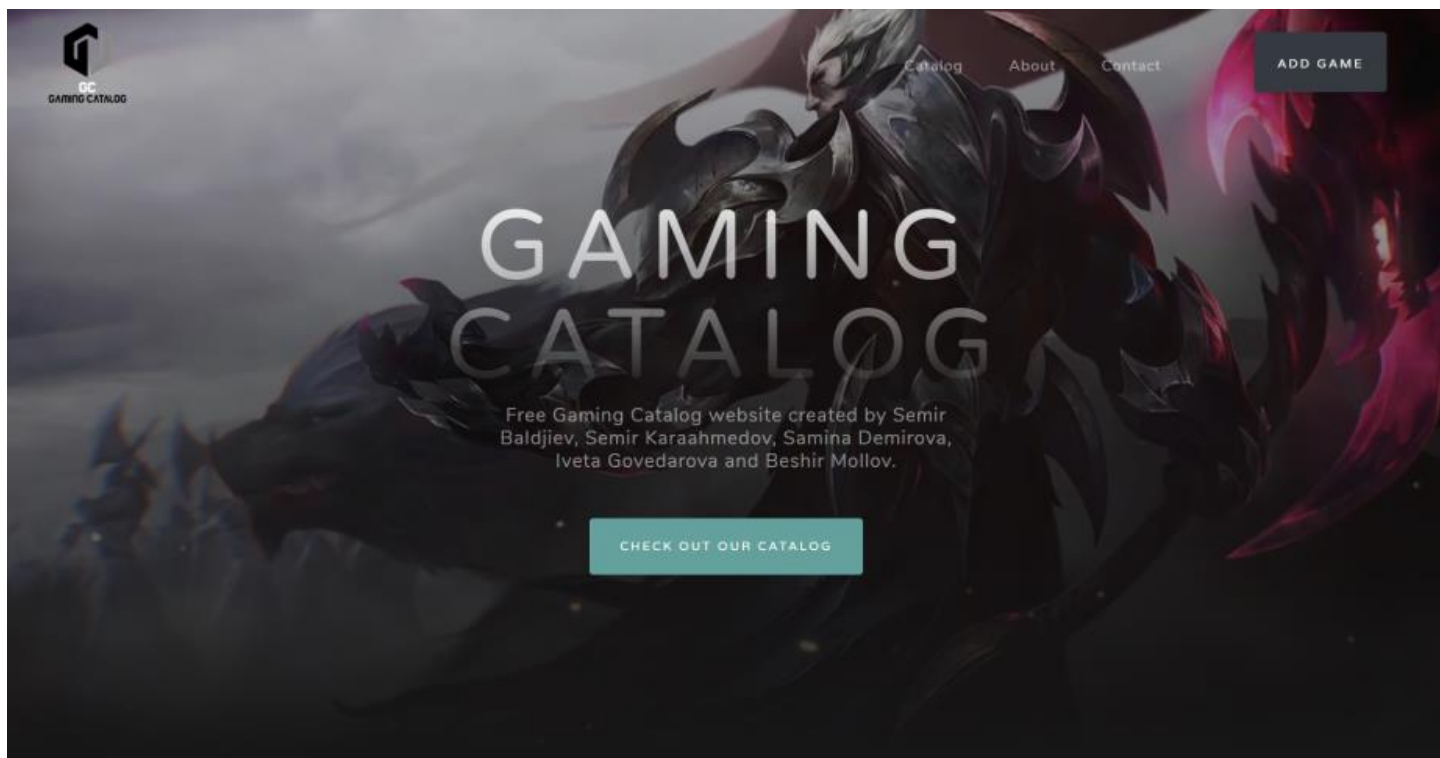 GC
GAMING CATALOG
Catalog
About
Contact
ADD GAME
GAMING
CATALOG
Free Gaming Catalog website created by Semir
Baldjiev, Semir Karaahmedov, Samina Demirova,
Iveta Govedarova and Beshir Mollov.
CHECK OUT OUR CATALOG